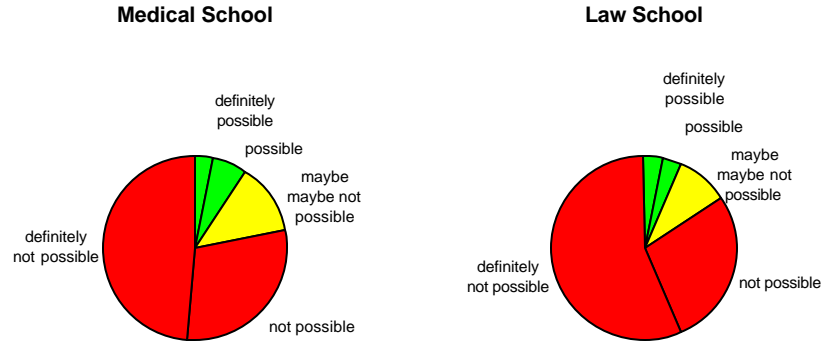 Medical School
definitely
possible
possible
maybe
maybe not
possible
definitely
not possible
not possible
Law School
definitely
possible
possible
maybe
maybe not
possible
definitely
not possible
not possible